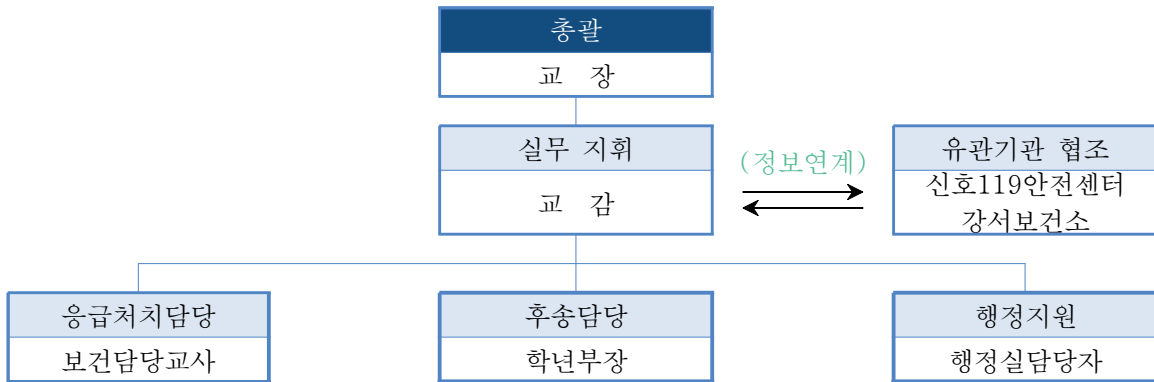 총괄
교 장
실무 지휘
교 감
(정보연계)
유관기관 협조
신호119안전센터
강서보건소
응급처치담당
보건담당교사
후송담당
학년부장
행정지원
행정실담당자